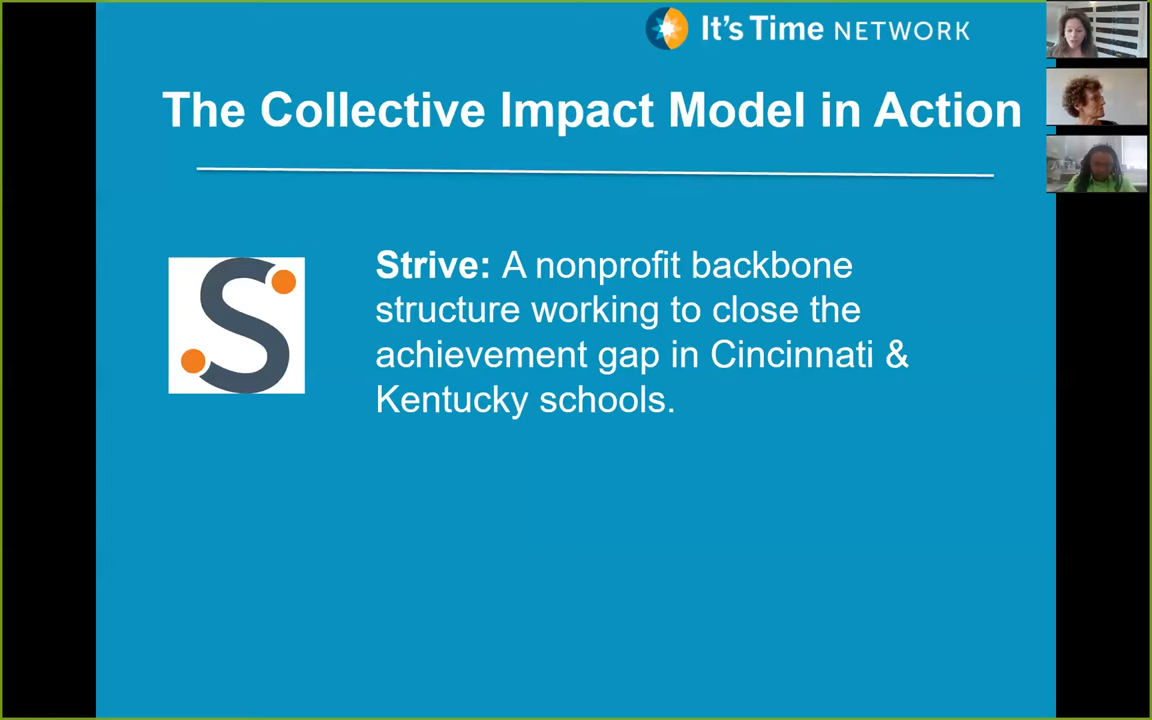 It's Time NETWORK
The Collective Impact Model in Action
S
Strive: A nonprofit backbone
structure working to close the
achievement gap in Cincinnati &
Kentucky schools.